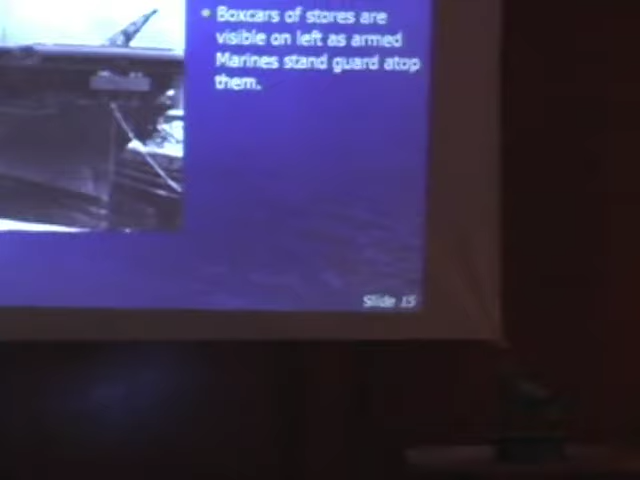 • Boxcars of stores are
visible on left as armed
Marines stand guard atop
them.
Slide 15